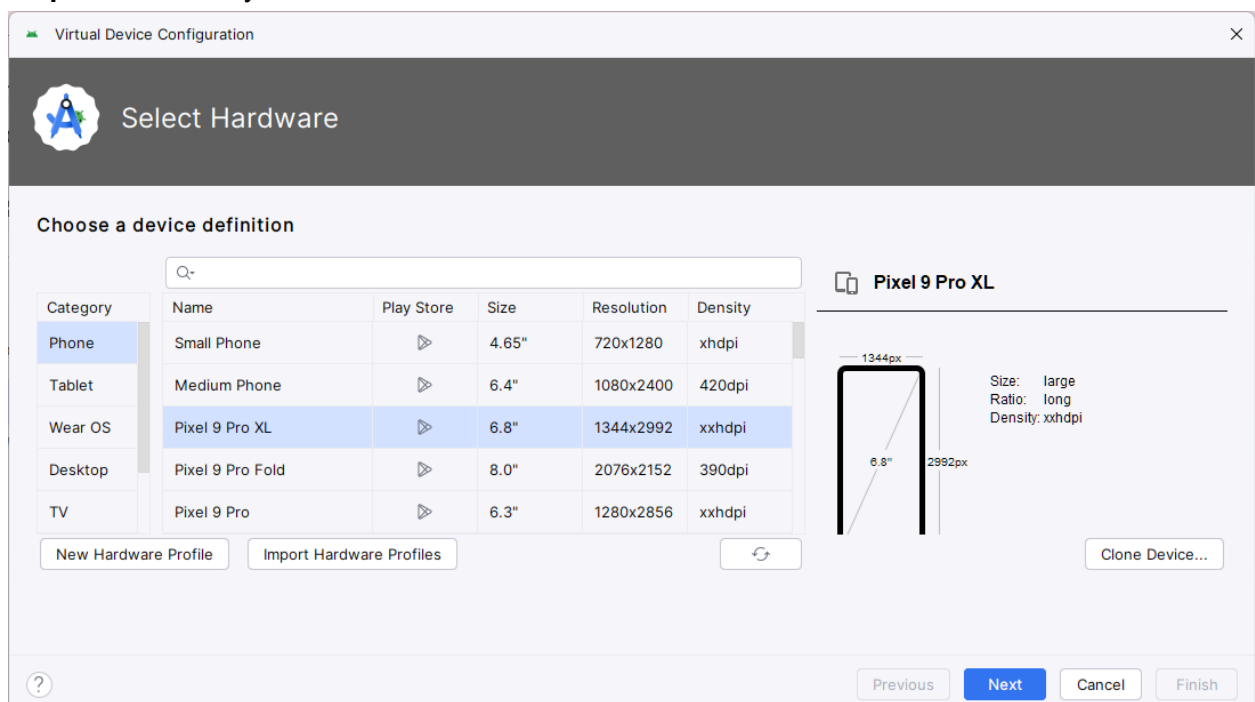 Virtual Device Configuration
Select Hardware
Choose a device definition
Category Name Play Store Size Resolution Density
Phone Small Phone 4.65" 720x1280 xhdpi
Tablet Medium Phone 6.4" 1080x2400 420dpi
Wear OS Pixel 9 Pro XL 6.8" 1344x2992 xxhdpi
Desktop Pixel 9 Pro Fold 8.0" 2076x2152 390dpi
TV Pixel 9 Pro 6.3" 1280x2856 xxhdpi
New Hardware Profile Import Hardware Profiles
Pixel 9 Pro XL
1344px
Size: large
Ratio: long
Density: xxhdpi
6.8" 2992px
Clone Device...
? Previous Next Cancel Finish